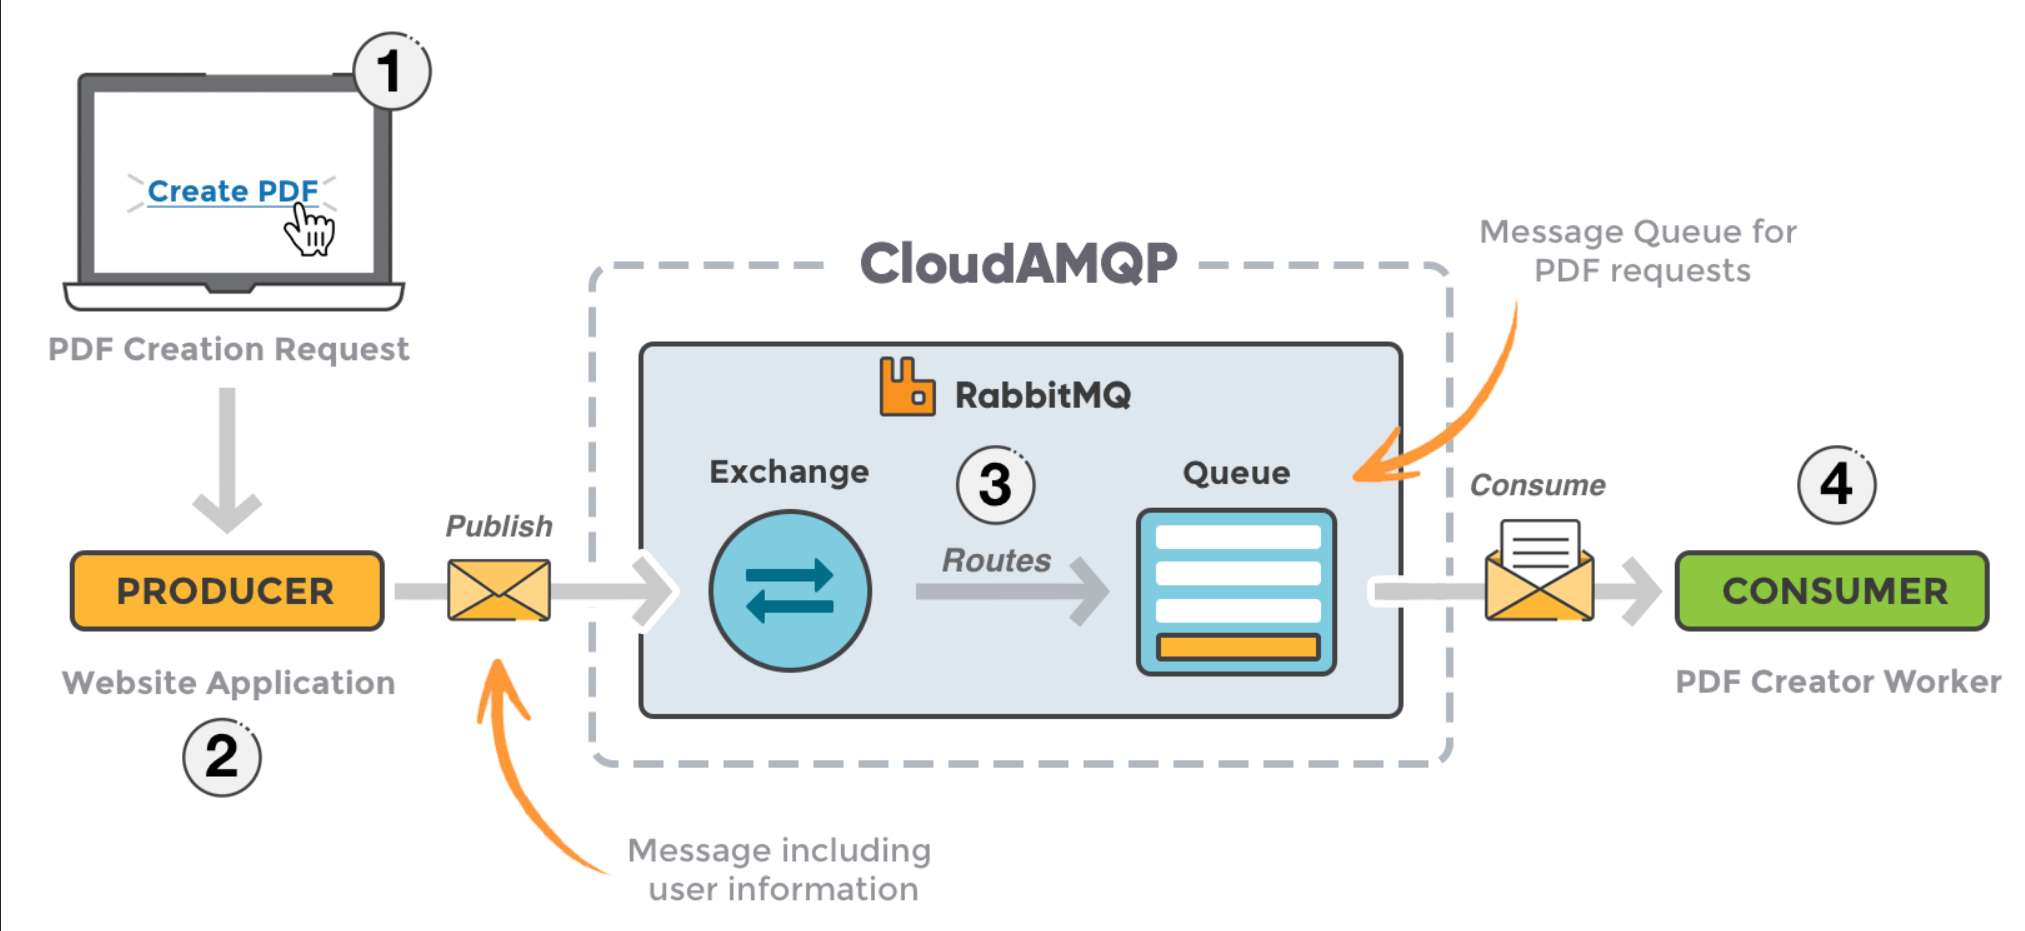 1
Create PDF
PDF Creation Request
PRODUCER
Website Application
2
Publish
Message including
user information
CloudAMQP
RabbitMQ
Exchange
3
Routes
Queue
Message Queue for
PDF requests
Consume
4
CONSUMER
PDF Creator Worker